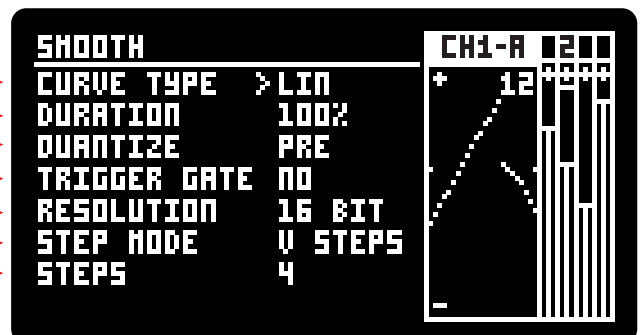 SMOOTH
CH1-A 2
CURVE TYPE >LIN
+ 12
DURATION 100%
QUANTIZE PRE
TRIGGER GATE NO
RESOLUTION 16 BIT
STEP MODE V STEPS
STEPS 4
-